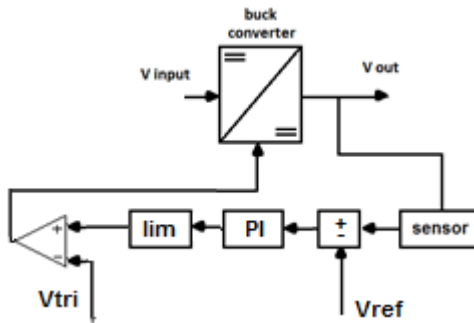 buck
converter
V input
V out
+
-
lim
PI
+
-
sensor
Vtri
Vref